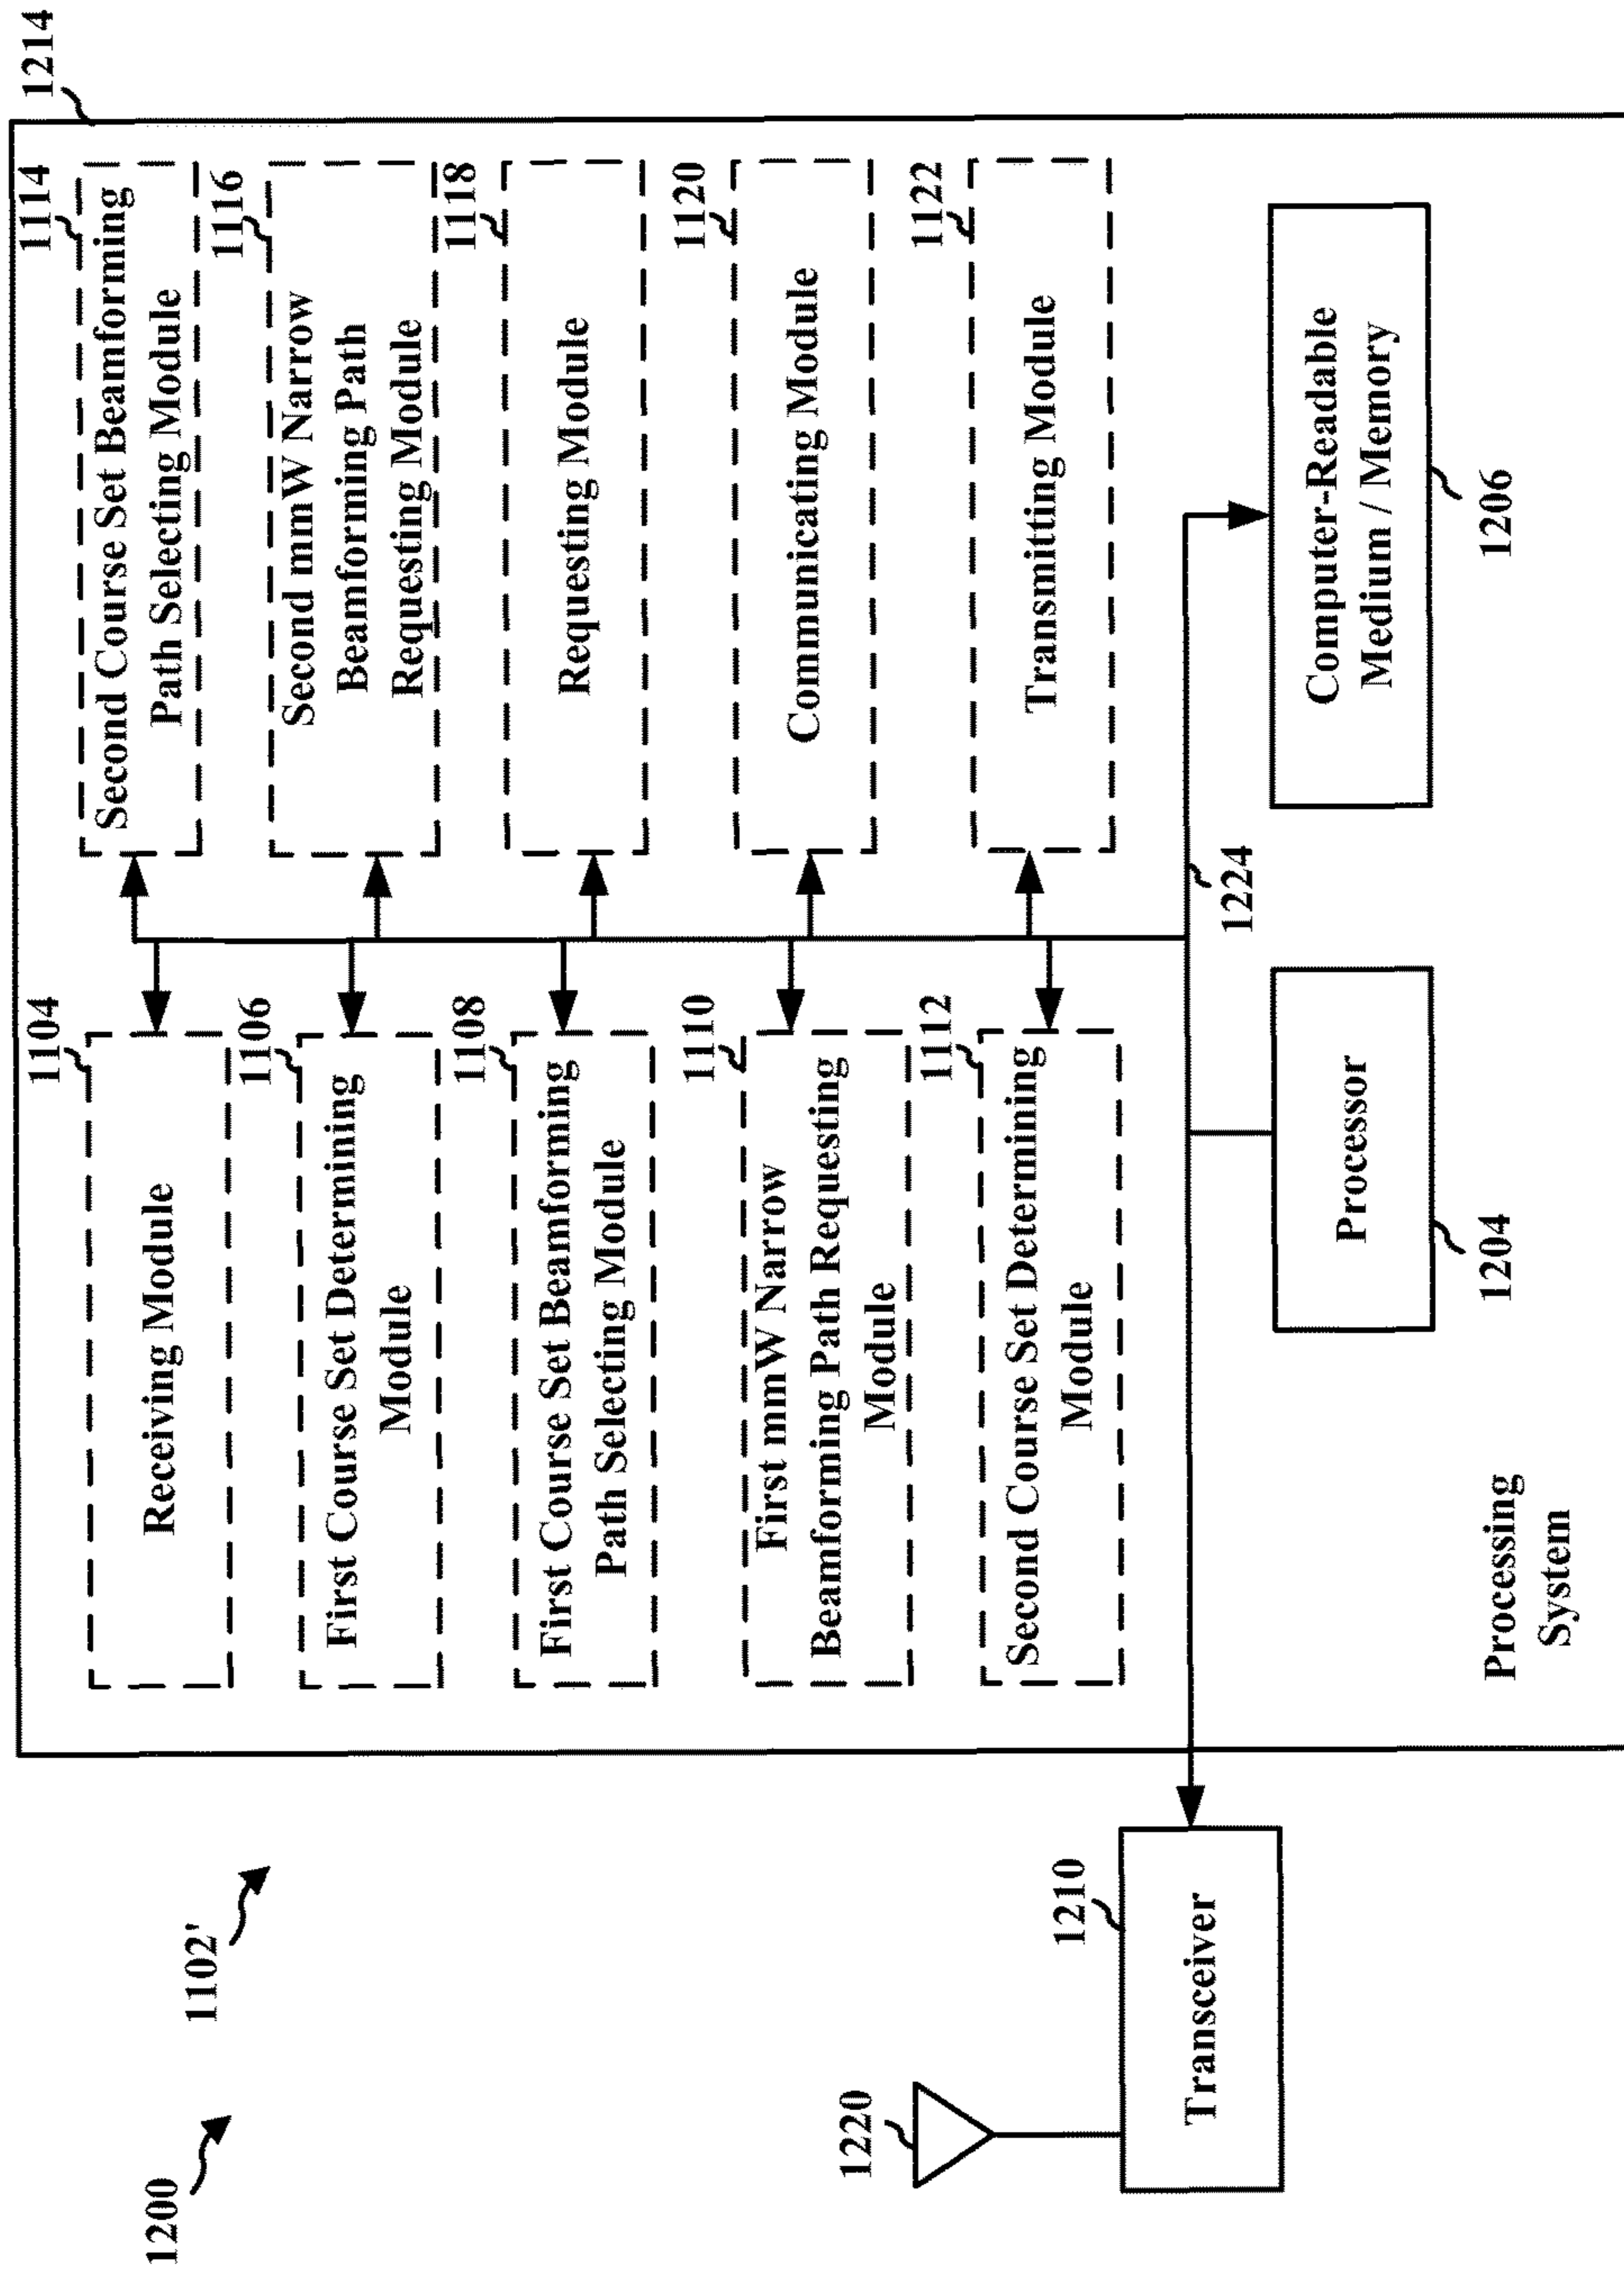 1200
1102'
1214
1104
Receiving Module
1106
First Course Set Determining
Module
1108
First Course Set Beamforming
Path Selecting Module
1110
First mmW Narrow
Beamforming Path Requesting
Module
1112
Second Course Set Determining
Module
1114
Second Course Set Beamforming
Path Selecting Module
1116
Second mmW Narrow
Beamforming Path
Requesting Module
1118
Requesting Module
1120
Communicating Module
1122
Transmitting Module
1220
1210
Transceiver
1224
Processor
1204
Computer-Readable
Medium / Memory
1206
Processing
System